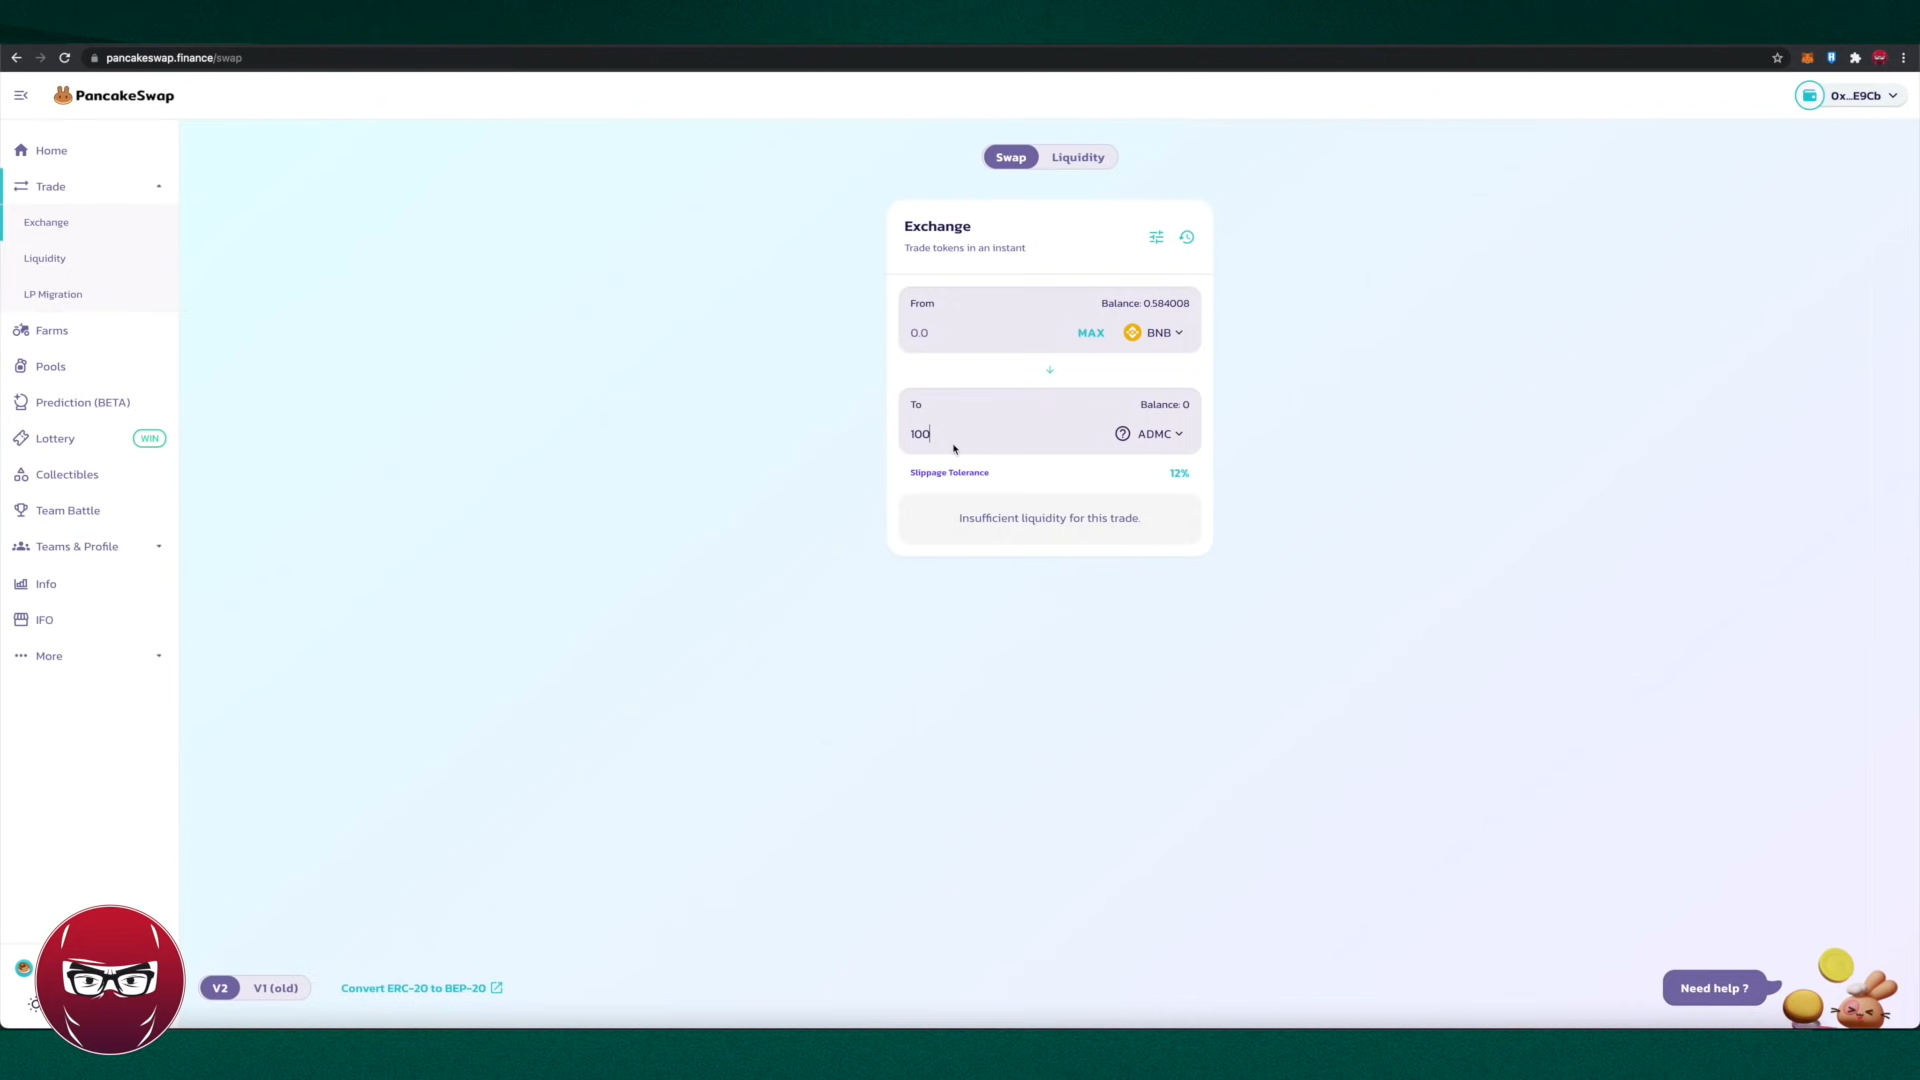 pancakeswap.finance/swap
PancakeSwap
0x...E9Cb
Home
Trade
Exchange
Liquidity
LP Migration
Farms
Pools
Prediction (BETA)
Lottery
WIN
Collectibles
Team Battle
Teams & Profile
Info
IFO
More
Swap
Liquidity
Exchange
Trade tokens in an instant
From
Balance: 0.584008
0.0
MAX
BNB
To
Balance: 0
100
ADMC
Slippage Tolerance
12%
Insufficient liquidity for this trade.
V2
V1 (old)
Convert ERC-20 to BEP-20
Need help ?